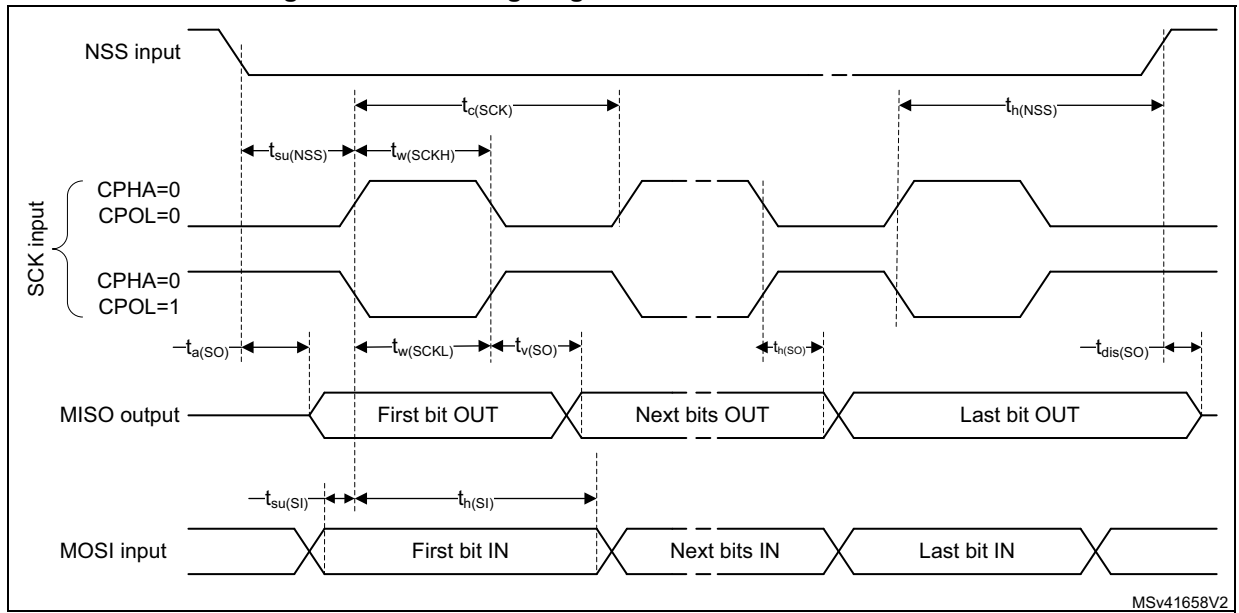 NSS input
tc(SCK)
th(NSS)
tsu(NSS)
tw(SCKH)
SCK input
CPHA=0
CPOL=0
CPHA=0
CPOL=1
ta(SO)
tw(SCKL)
tv(SO)
th(SO)
tdis(SO)
MISO output
First bit OUT
Next bits OUT
Last bit OUT
tsu(SI)
th(SI)
MOSI input
First bit IN
Next bits IN
Last bit IN
MSv41658V2